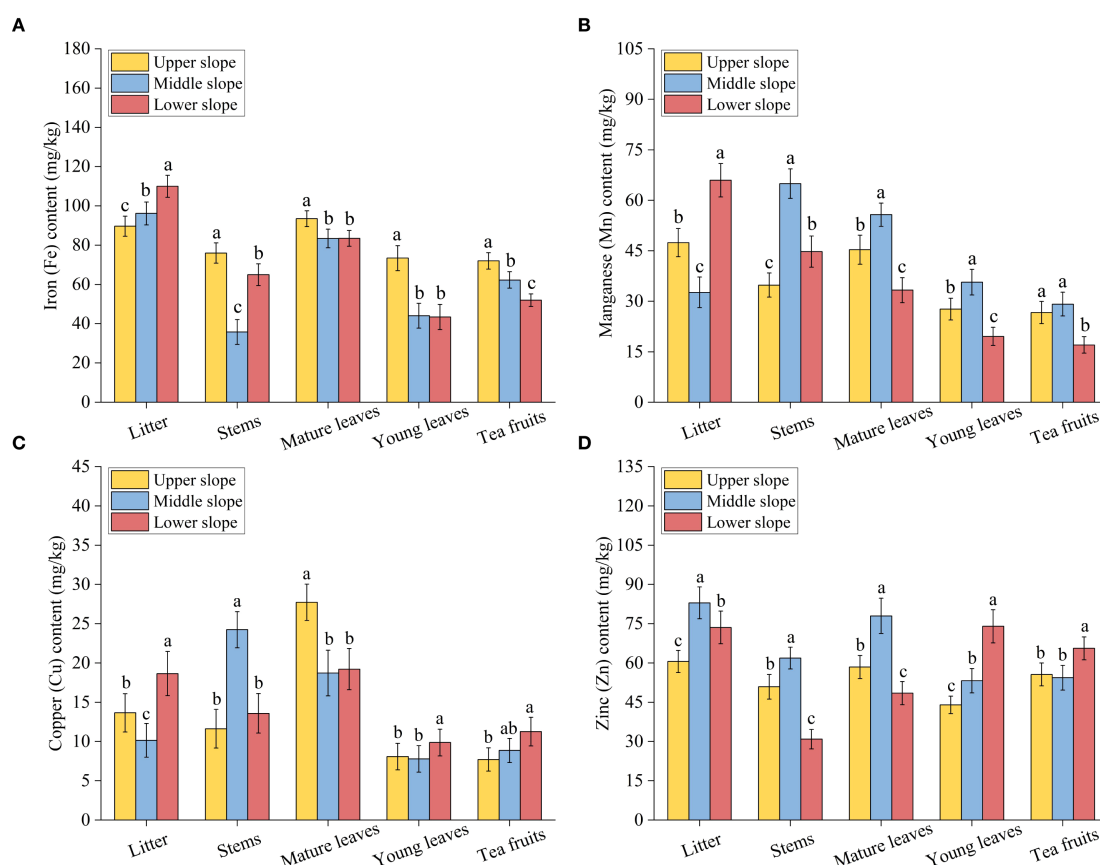 A
Iron (Fe) content (mg/kg)
180
160
140
120
100
80
60
40
20
0
Upper slope
Middle slope
Lower slope
c b a
a c b
a b b
a b b
a b c
Litter Stems Mature leaves Young leaves Tea fruits
B
Manganese (Mn) content (mg/kg)
105
90
75
60
45
30
15
0
Upper slope
Middle slope
Lower slope
b c a
c a b
b a c
b a c
a a b
Litter Stems Mature leaves Young leaves Tea fruits
C
Copper (Cu) content (mg/kg)
45
40
35
30
25
20
15
10
5
0
Upper slope
Middle slope
Lower slope
b c a
b a b
a b b
b b a
b ab a
Litter Stems Mature leaves Young leaves Tea fruits
D
Zinc (Zn) content (mg/kg)
135
120
105
90
75
60
45
30
15
0
Upper slope
Middle slope
Lower slope
c a b
b a c
b a c
c b a
b b a
Litter Stems Mature leaves Young leaves Tea fruits